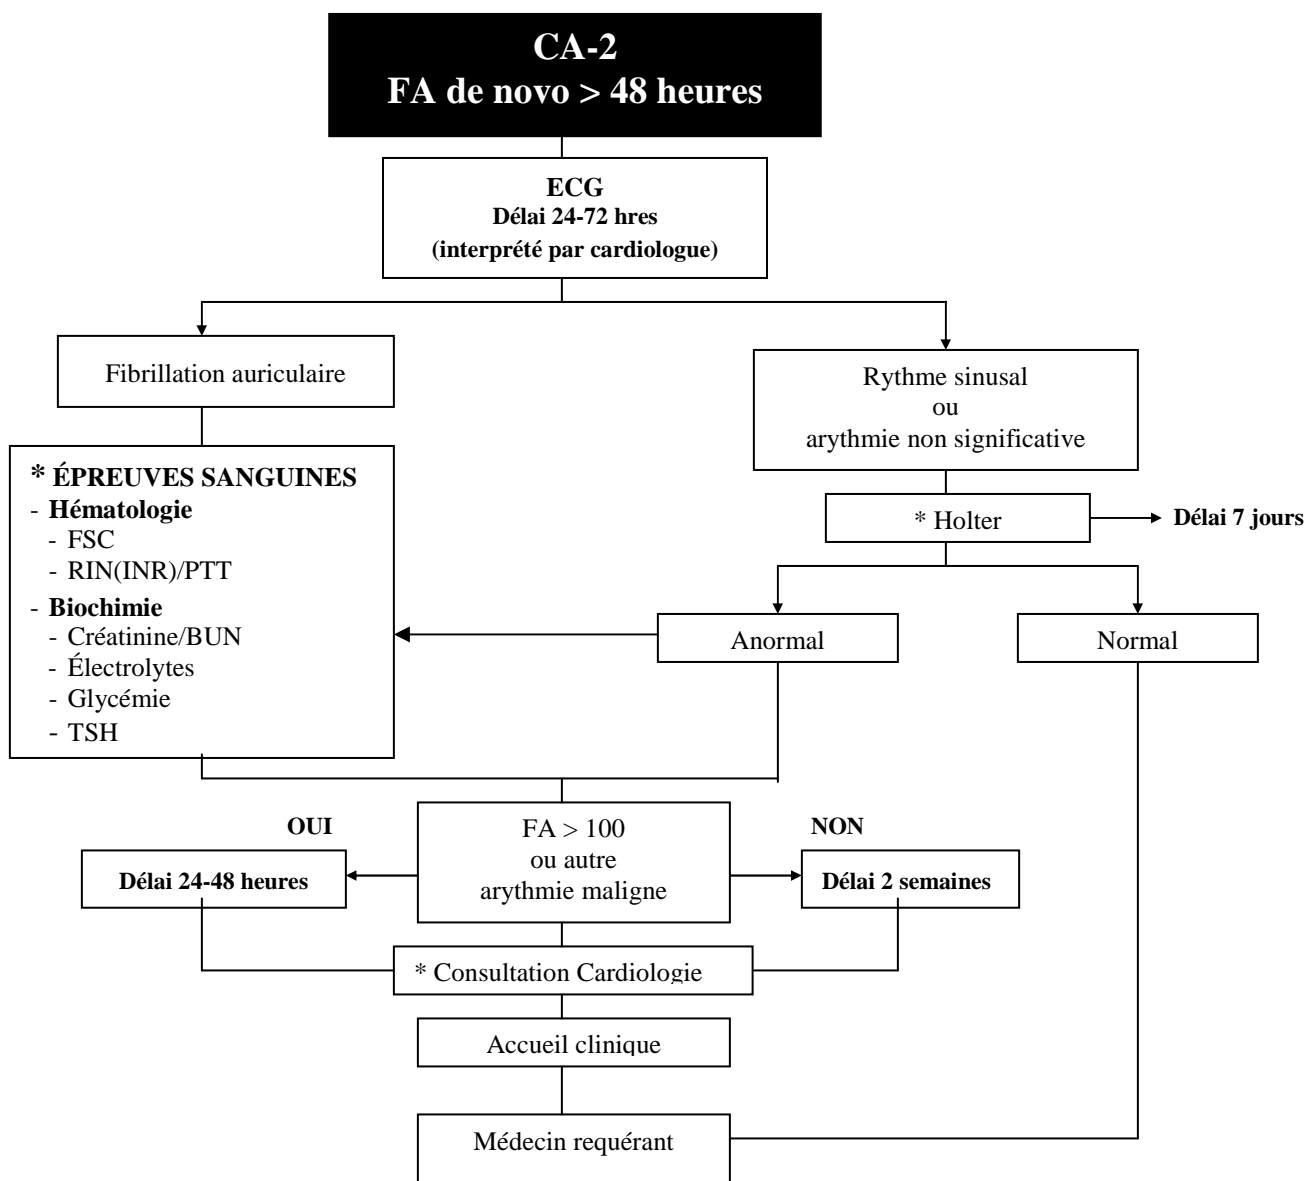 CA-2
FA de novo > 48 heures
ECG
Délai 24-72 hres
(interprété par cardiologue)
Fibrillation auriculaire
Rythme sinusal
ou
arythmie non significative
* ÉPREUVES SANGUINES
- Hématologie
- FSC
- RIN(INR)/PTT
- Biochimie
- Créatinine/BUN
- Électrolytes
- Glycémie
- TSH
* Holter
Délai 7 jours
Anormal
Normal
OUI
FA > 100
ou autre
arythmie maligne
NON
Délai 24-48 heures
Délai 2 semaines
* Consultation Cardiologie
Accueil clinique
Médecin requérant